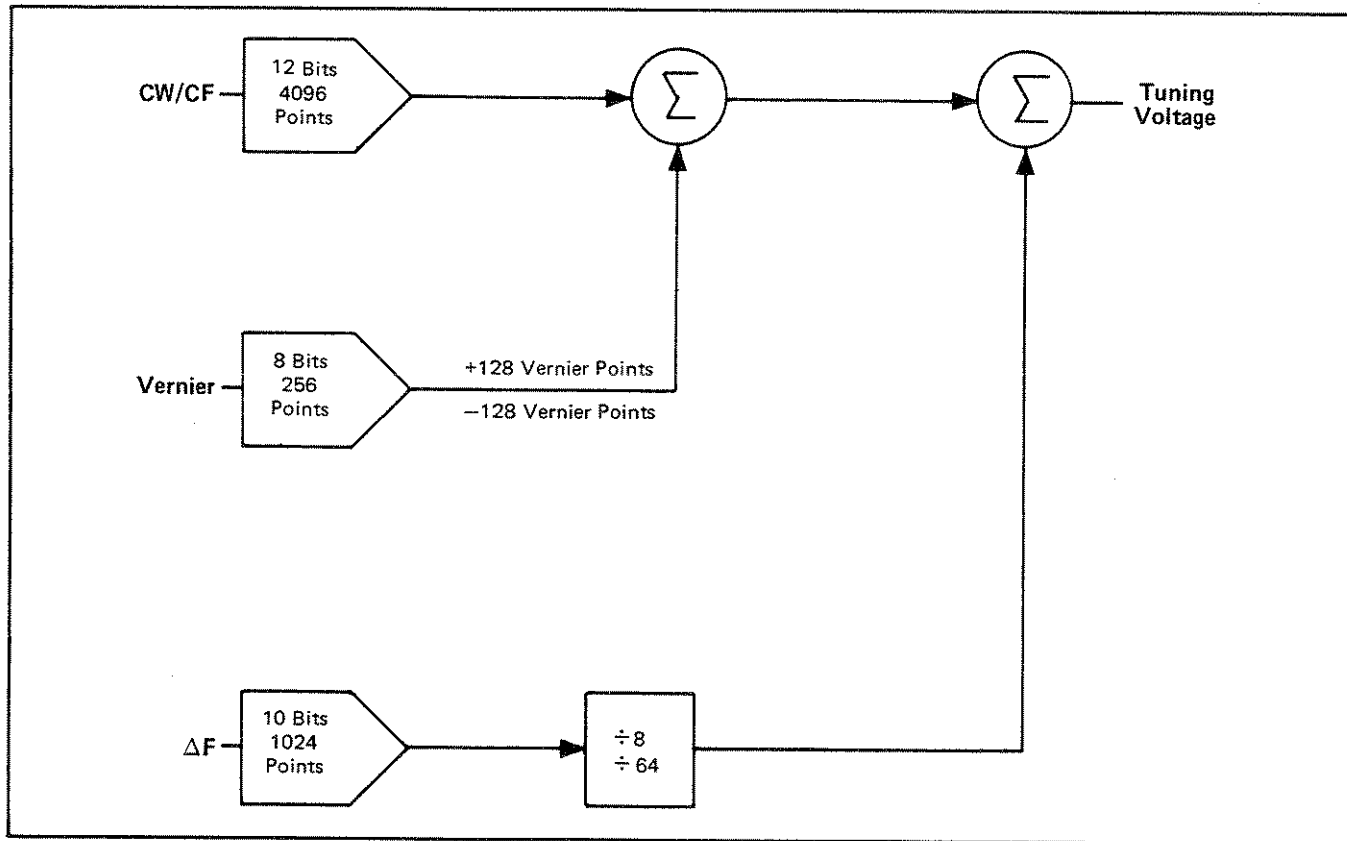 CW/CF
12 Bits
4096
Points
Σ
Σ
Tuning
Voltage
Vernier
8 Bits
256
Points
+128 Vernier Points
−128 Vernier Points
ΔF
10 Bits
1024
Points
÷8
÷64